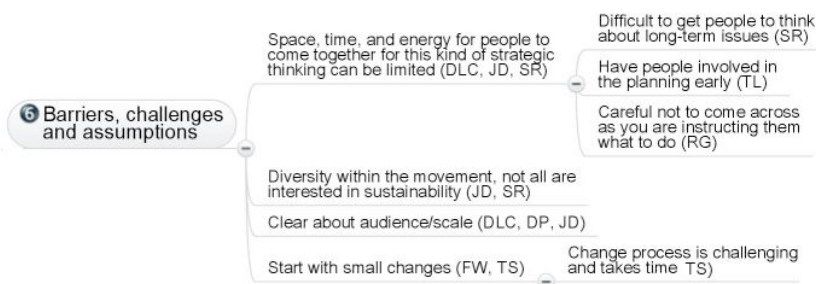 6 Barriers, challenges
and assumptions
Space, time, and energy for people to
come together for this kind of strategic
thinking can be limited (DLC, JD, SR)
Difficult to get people to think
about long-term issues (SR)
Have people involved in
the planning early (TL)
Careful not to come across
as you are instructing them
what to do (RG)
Diversity within the movement, not all are
interested in sustainability (JD, SR)
Clear about audience/scale (DLC, DP, JD)
Start with small changes (FW, TS)
Change process is challenging
and takes time TS)